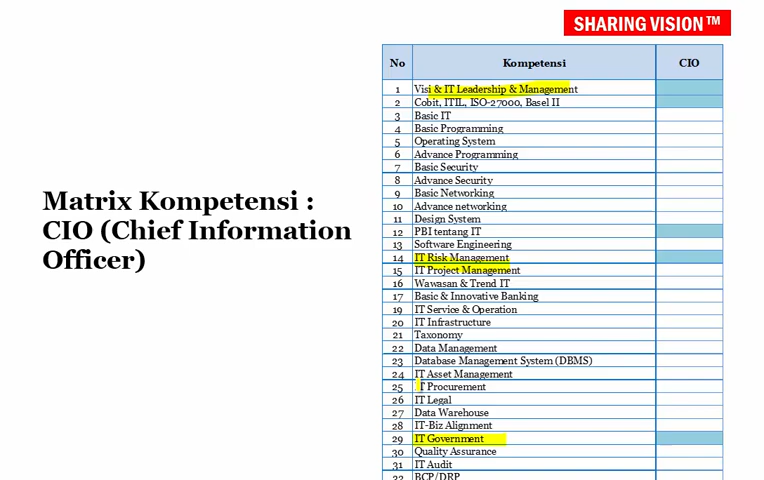 SHARING VISION™
Matrix Kompetensi :
CIO (Chief Information
Officer)
No Kompetensi CIO
1 Visi & IT Leadership & Management
2 Cobit, ITIL, ISO-27000, Basel II
3 Basic IT
4 Basic Programming
5 Operating System
6 Advance Programming
7 Basic Security
8 Advance Security
9 Basic Networking
10 Advance networking
11 Design System
12 PBI tentang IT
13 Software Engineering
14 IT Risk Management
15 IT Project Management
16 Wawasan & Trend IT
17 Basic & Innovative Banking
19 IT Service & Operation
20 IT Infrastructure
21 Taxonomy
22 Data Management
23 Database Management System (DBMS)
24 IT Asset Management
25 IT Procurement
26 IT Legal
27 Data Warehouse
28 IT-Biz Alignment
29 IT Government
30 Quality Assurance
31 IT Audit
32 BCP/DRP